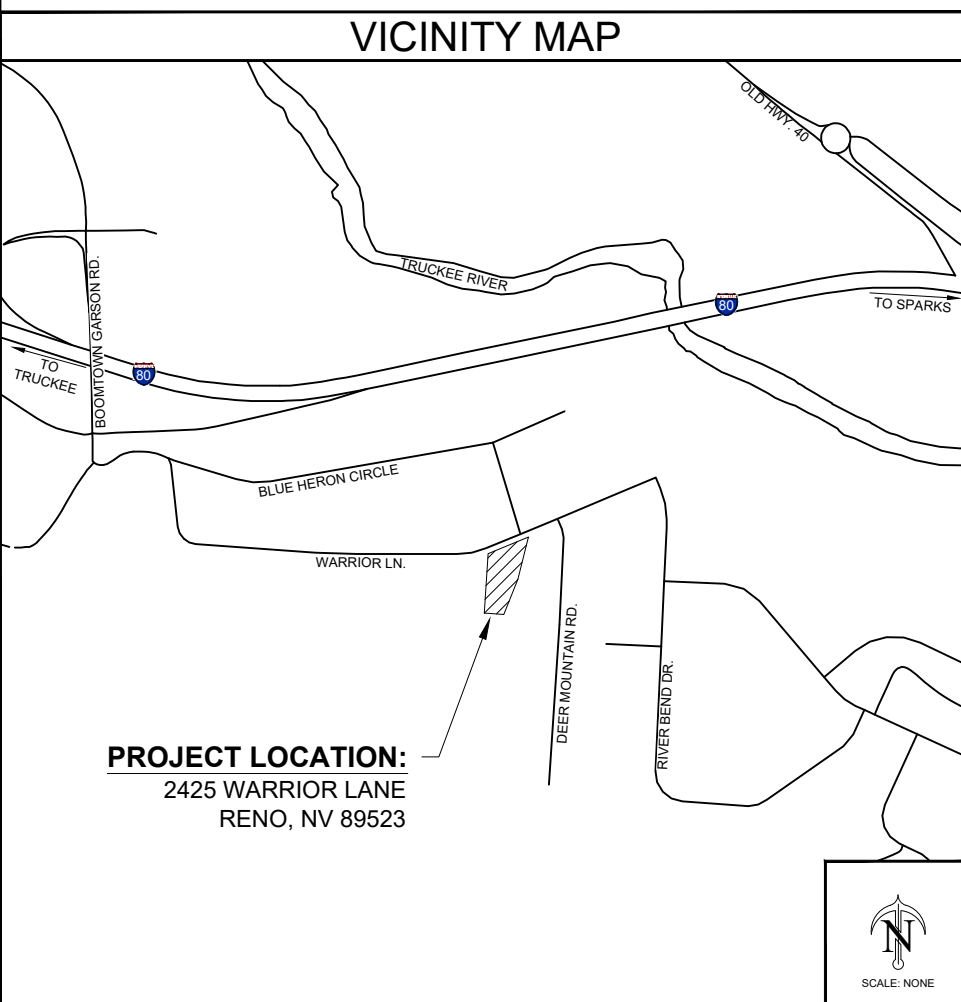 VICINITY MAP
OLD HWY. 40
TRUCKEE RIVER
80
TO SPARKS
BOOMTOWN GARSON RD.
TO
TRUCKEE
80
BLUE HERON CIRCLE
WARRIOR LN.
DEER MOUNTAIN RD.
RIVER BEND DR.
PROJECT LOCATION:
2425 WARRIOR LANE
RENO, NV 89523
N
SCALE: NONE